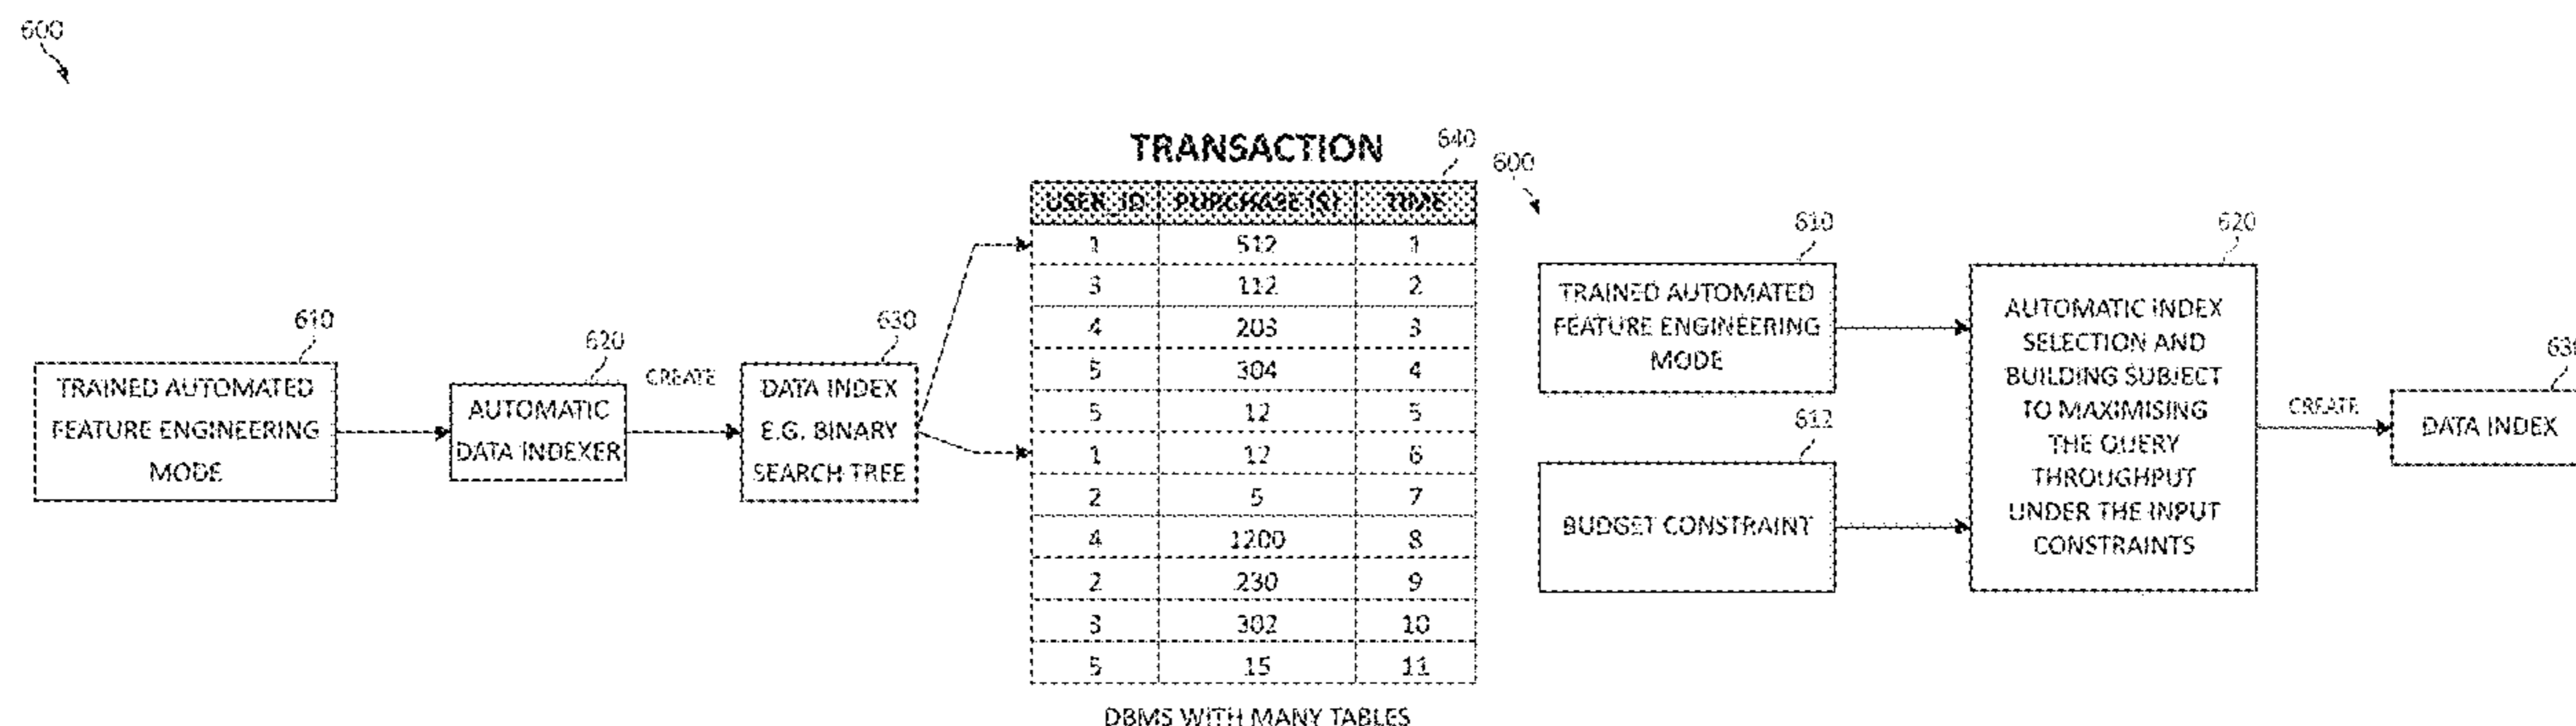 600
610
TRAINED AUTOMATED
FEATURE ENGINEERING
MODE
620
AUTOMATIC
DATA INDEXER
CREATE
630
DATA INDEX
E.G. BINARY
SEARCH TREE
TRANSACTION
640
USER_ID PURCHASE ($) TIME
1 512 1
3 112 2
4 203 3
5 304 4
5 12 5
1 12 6
2 5 7
4 1200 8
2 230 9
3 302 10
5 15 11
DBMS WITH MANY TABLES
600
610
TRAINED AUTOMATED
FEATURE ENGINEERING
MODE
612
BUDGET CONSTRAINT
620
AUTOMATIC INDEX
SELECTION AND
BUILDING SUBJECT
TO MAXIMISING
THE QUERY
THROUGHPUT
UNDER THE INPUT
CONSTRAINTS
CREATE
DATA INDEX